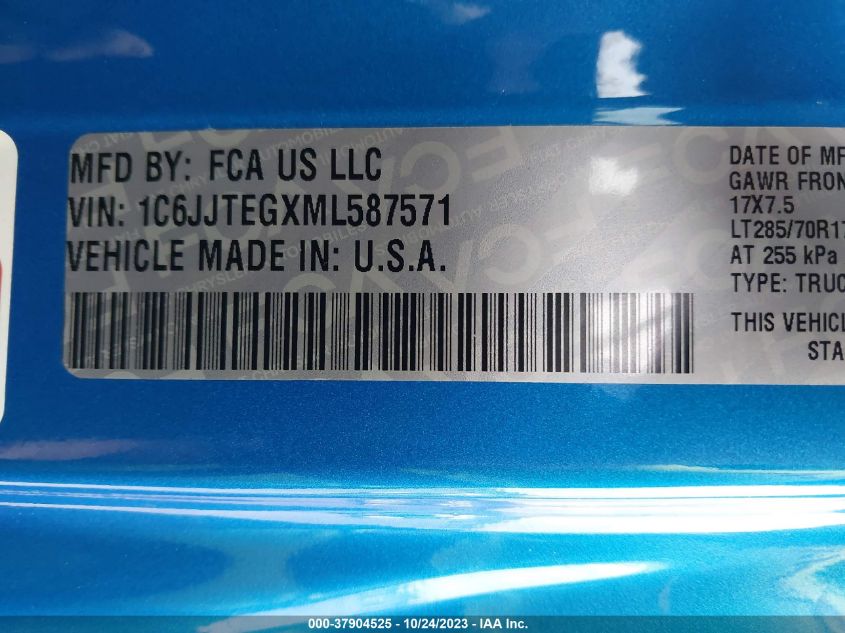 MFD BY: FCA US LLC
VIN: 1C6JJTEGXML587571
VEHICLE MADE IN: U.S.A.
DATE OF MF
GAWR FRON
17X7.5
LT285/70R17
AT 255 kPa
TYPE: TRUC
THIS VEHICL
STA
000-37904525 - 10/24/2023 - IAA Inc.